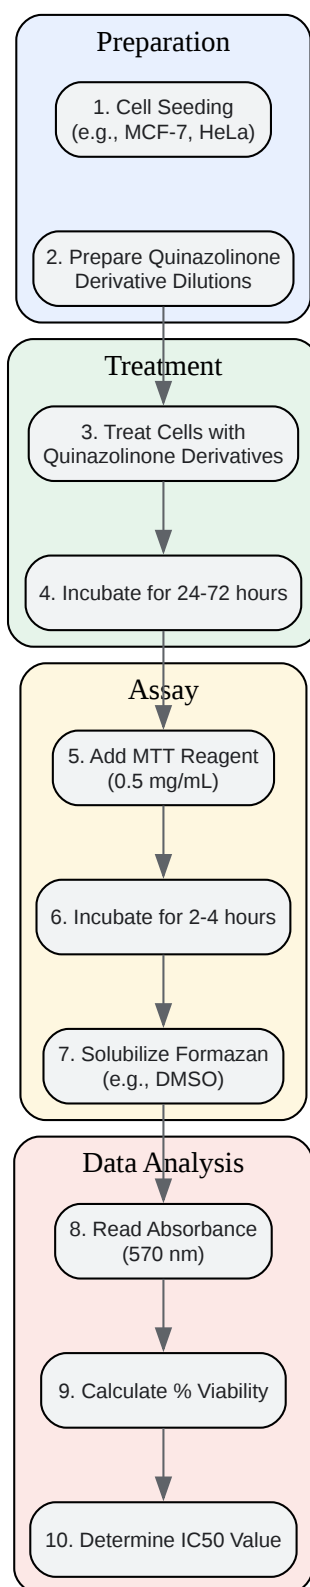 Preparation
1. Cell Seeding
(e.g., MCF-7, HeLa)
2. Prepare Quinazolinone
Derivative Dilutions
Treatment
3. Treat Cells with
Quinazolinone Derivatives
4. Incubate for 24-72 hours
Assay
5. Add MTT Reagent
(0.5 mg/mL)
6. Incubate for 2-4 hours
7. Solubilize Formazan
(e.g., DMSO)
Data Analysis
8. Read Absorbance
(570 nm)
9. Calculate % Viability
10. Determine IC50 Value